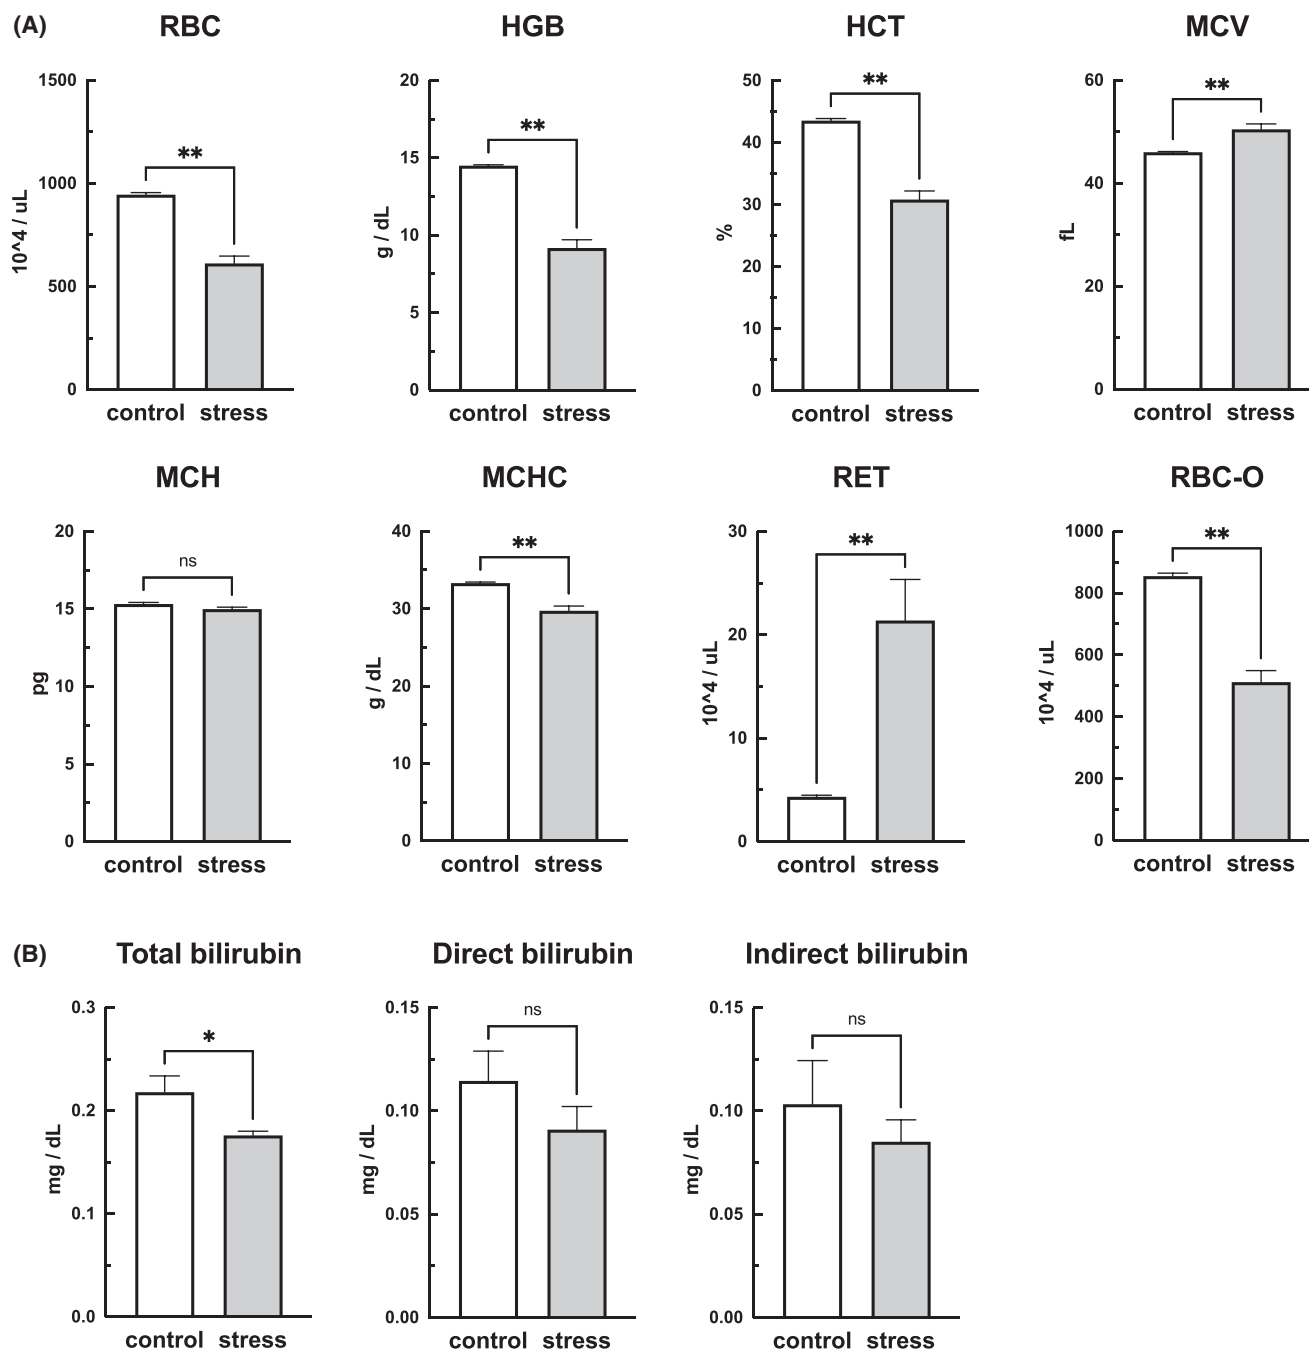 (A)
RBC HGB HCT MCV
1500
1000
500
0
10^4 / uL
**
control stress
20
15
10
5
0
g / dL
**
control stress
50
40
30
20
10
0
%
**
control stress
60
40
20
0
fL
**
control stress
MCH MCHC RET RBC-O
20
15
10
5
0
pg
ns
control stress
40
30
20
10
0
g / dL
**
control stress
30
20
10
0
10^4 / uL
**
control stress
1000
800
600
400
200
0
10^4 / uL
**
control stress
(B)
Total bilirubin Direct bilirubin Indirect bilirubin
0.3
0.2
0.1
0.0
mg / dL
*
control stress
0.15
0.10
0.05
0.00
mg / dL
ns
control stress
0.15
0.10
0.05
0.00
mg / dL
ns
control stress